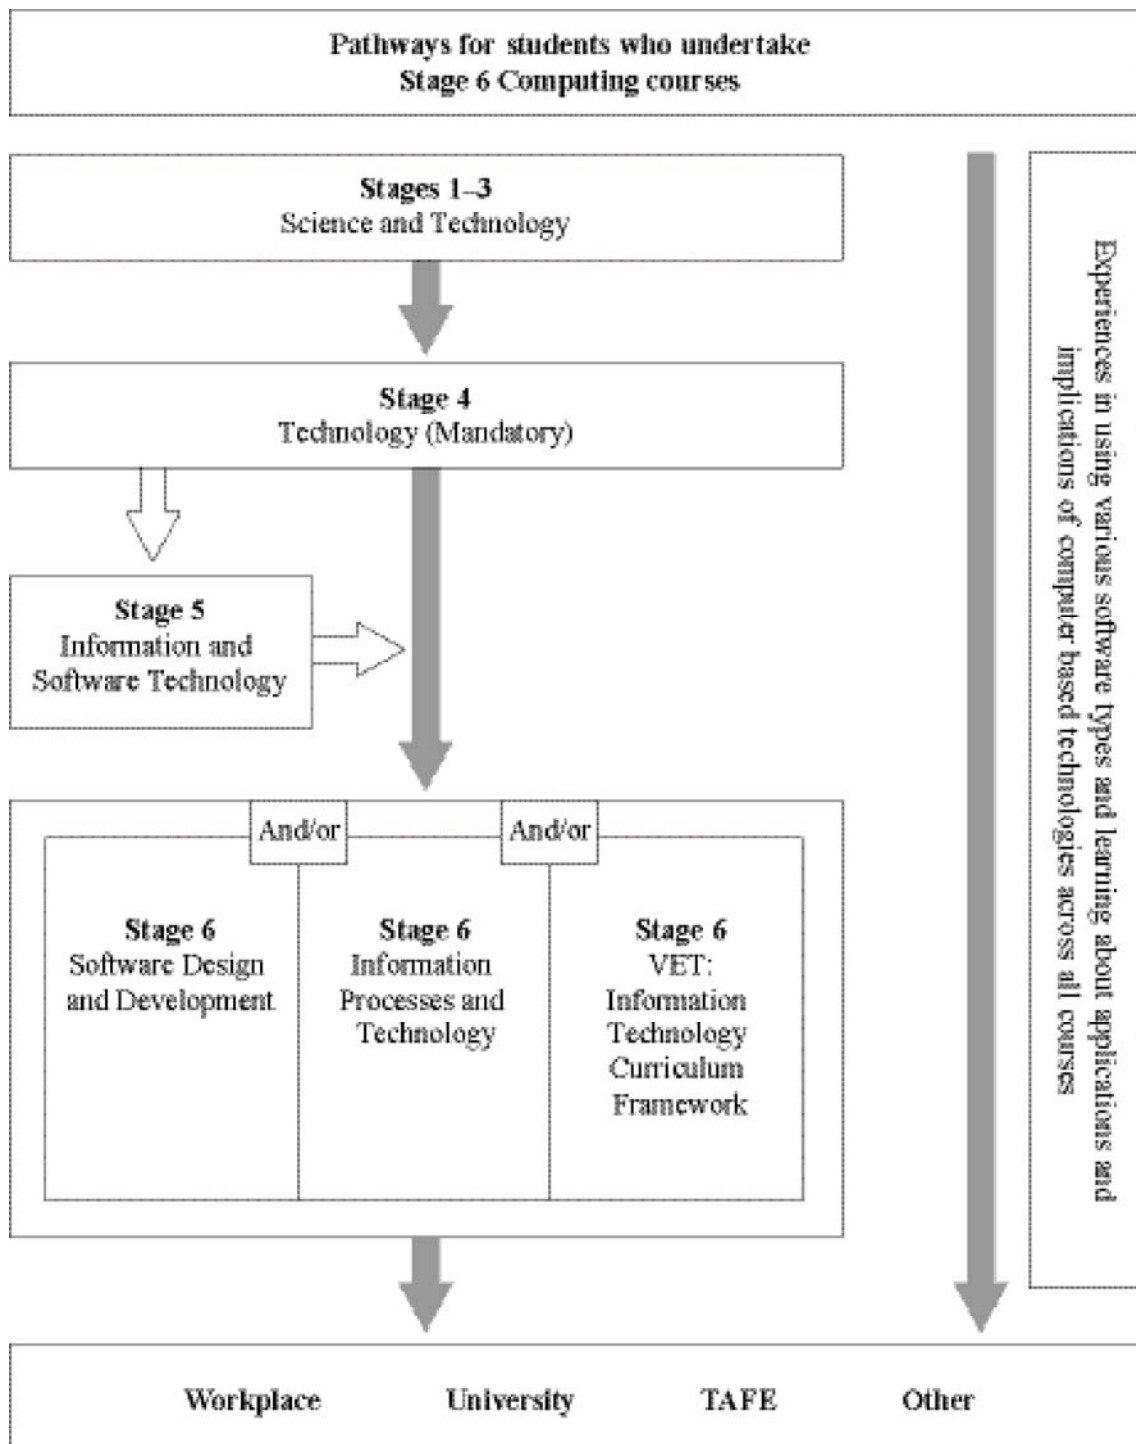 Pathways for students who undertake
Stage 6 Computing courses
Stages 1–3
Science and Technology
Stage 4
Technology (Mandatory)
Stage 5
Information and
Software Technology
And/or
And/or
Stage 6
Software Design
and Development
Stage 6
Information
Processes and
Technology
Stage 6
VET:
Information
Technology
Curriculum
Framework
Experiences in using various software types and learning about applications and
implications of computer based technologies across all courses
Workplace University TAFE Other